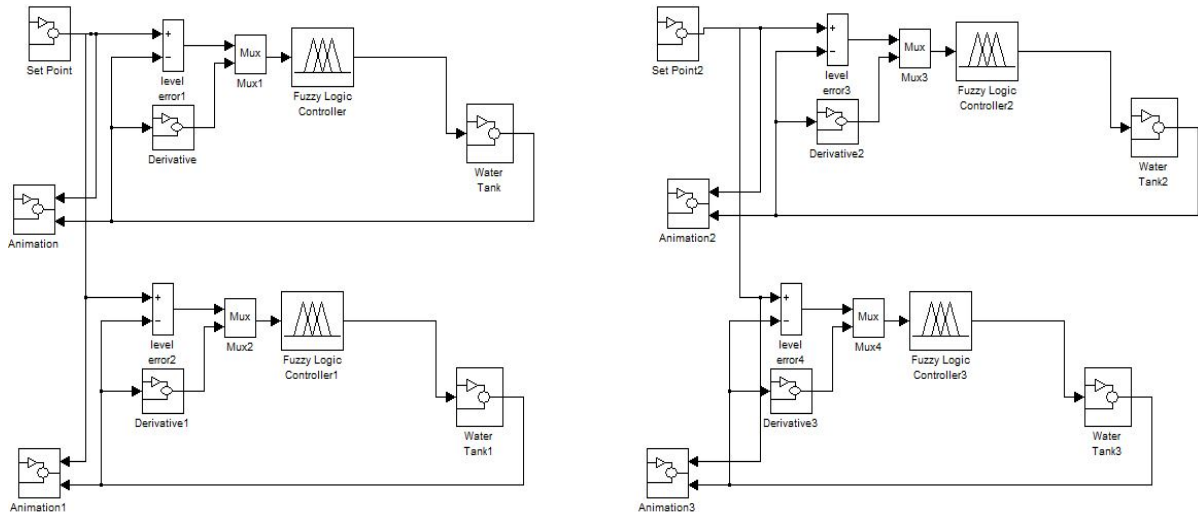 Set Point
+
−
level
error1
Mux
Mux1
Fuzzy Logic
Controller
Derivative
Water
Tank
Animation
+
−
level
error2
Mux
Mux2
Fuzzy Logic
Controller1
Derivative1
Water
Tank1
Animation1
Set Point2
+
−
level
error3
Mux
Mux3
Fuzzy Logic
Controller2
Derivative2
Water
Tank2
Animation2
+
−
level
error4
Mux
Mux4
Fuzzy Logic
Controller3
Derivative3
Water
Tank3
Animation3